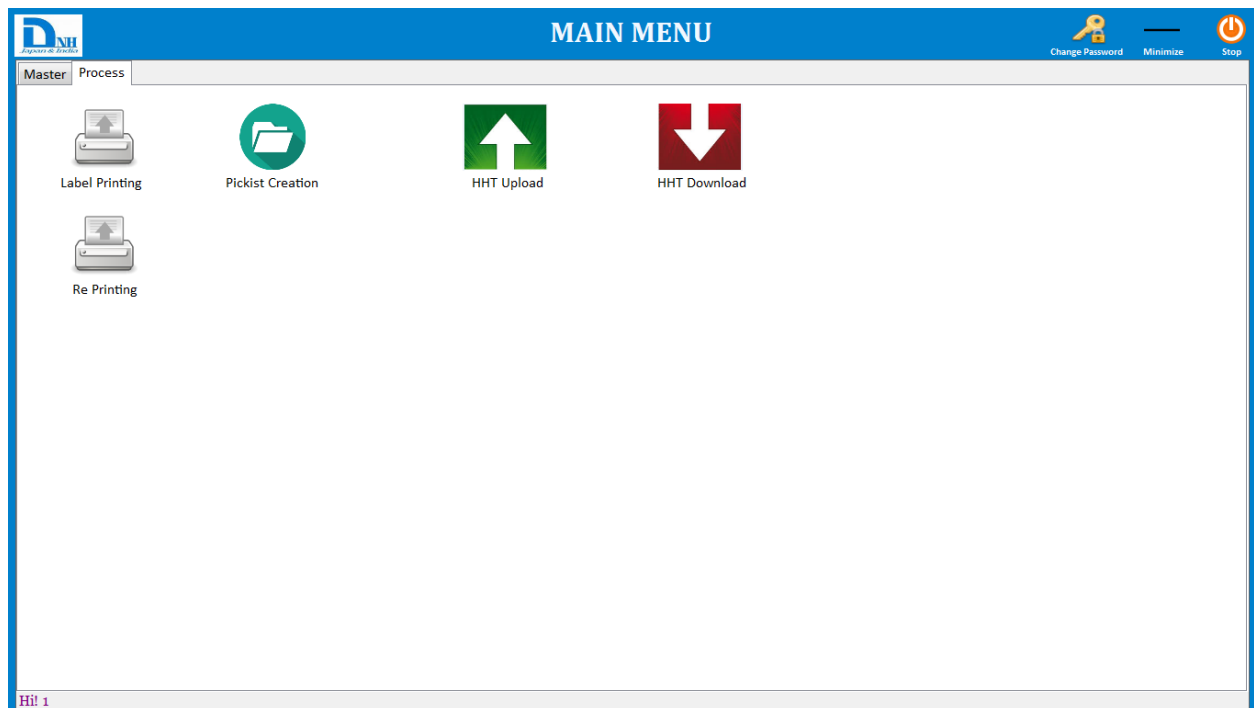 DNH
Japan & India
MAIN MENU
Change Password
Minimize
Stop
Master
Process
Label Printing
Pickist Creation
HHT Upload
HHT Download
Re Printing
Hi! 1